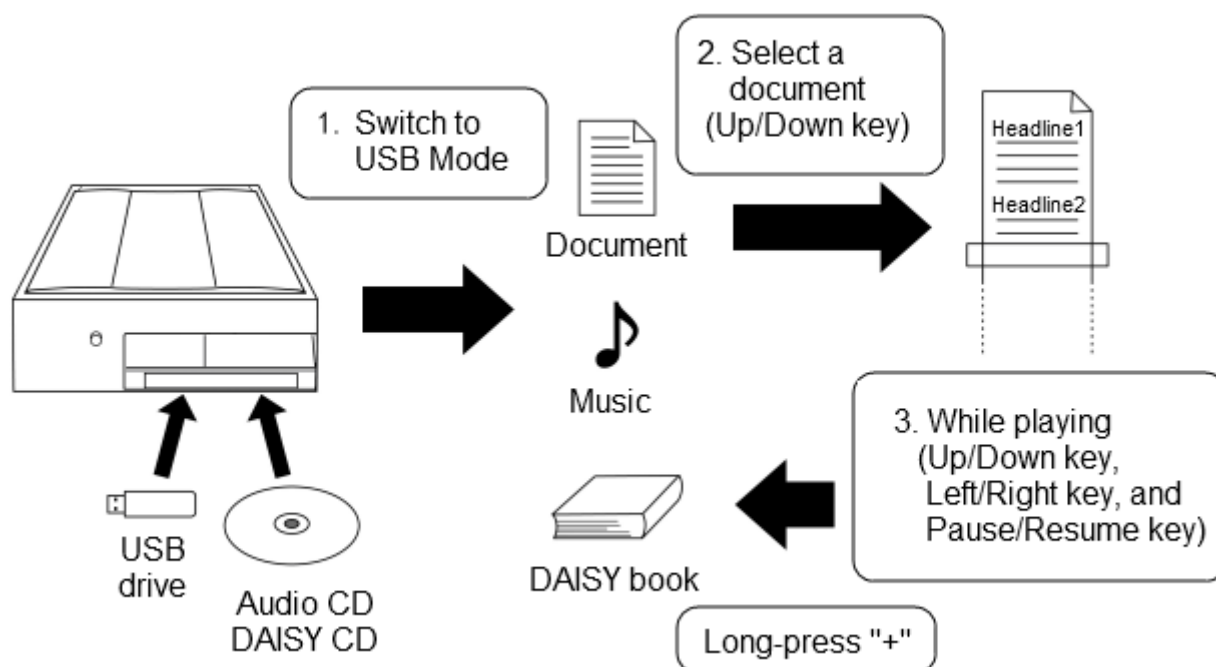 1. Switch to
USB Mode
2. Select a
document
(Up/Down key)
Headline1
Headline2
Document
Music
3. While playing
(Up/Down key,
Left/Right key, and
Pause/Resume key)
USB
drive
Audio CD
DAISY CD
DAISY book
Long-press "+"